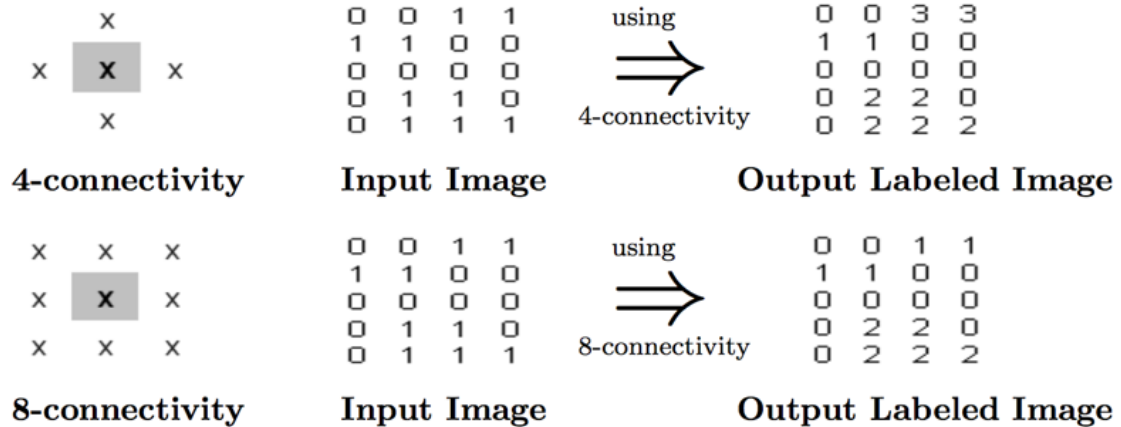 x
x x x
x
4-connectivity
0 0 1 1
1 1 0 0
0 0 0 0
0 1 1 0
0 1 1 1
Input Image
using
4-connectivity
0 0 3 3
1 1 0 0
0 0 0 0
0 2 2 0
0 2 2 2
Output Labeled Image
x x x
x x x
x x x
8-connectivity
0 0 1 1
1 1 0 0
0 0 0 0
0 1 1 0
0 1 1 1
Input Image
using
8-connectivity
0 0 1 1
1 1 0 0
0 0 0 0
0 2 2 0
0 2 2 2
Output Labeled Image